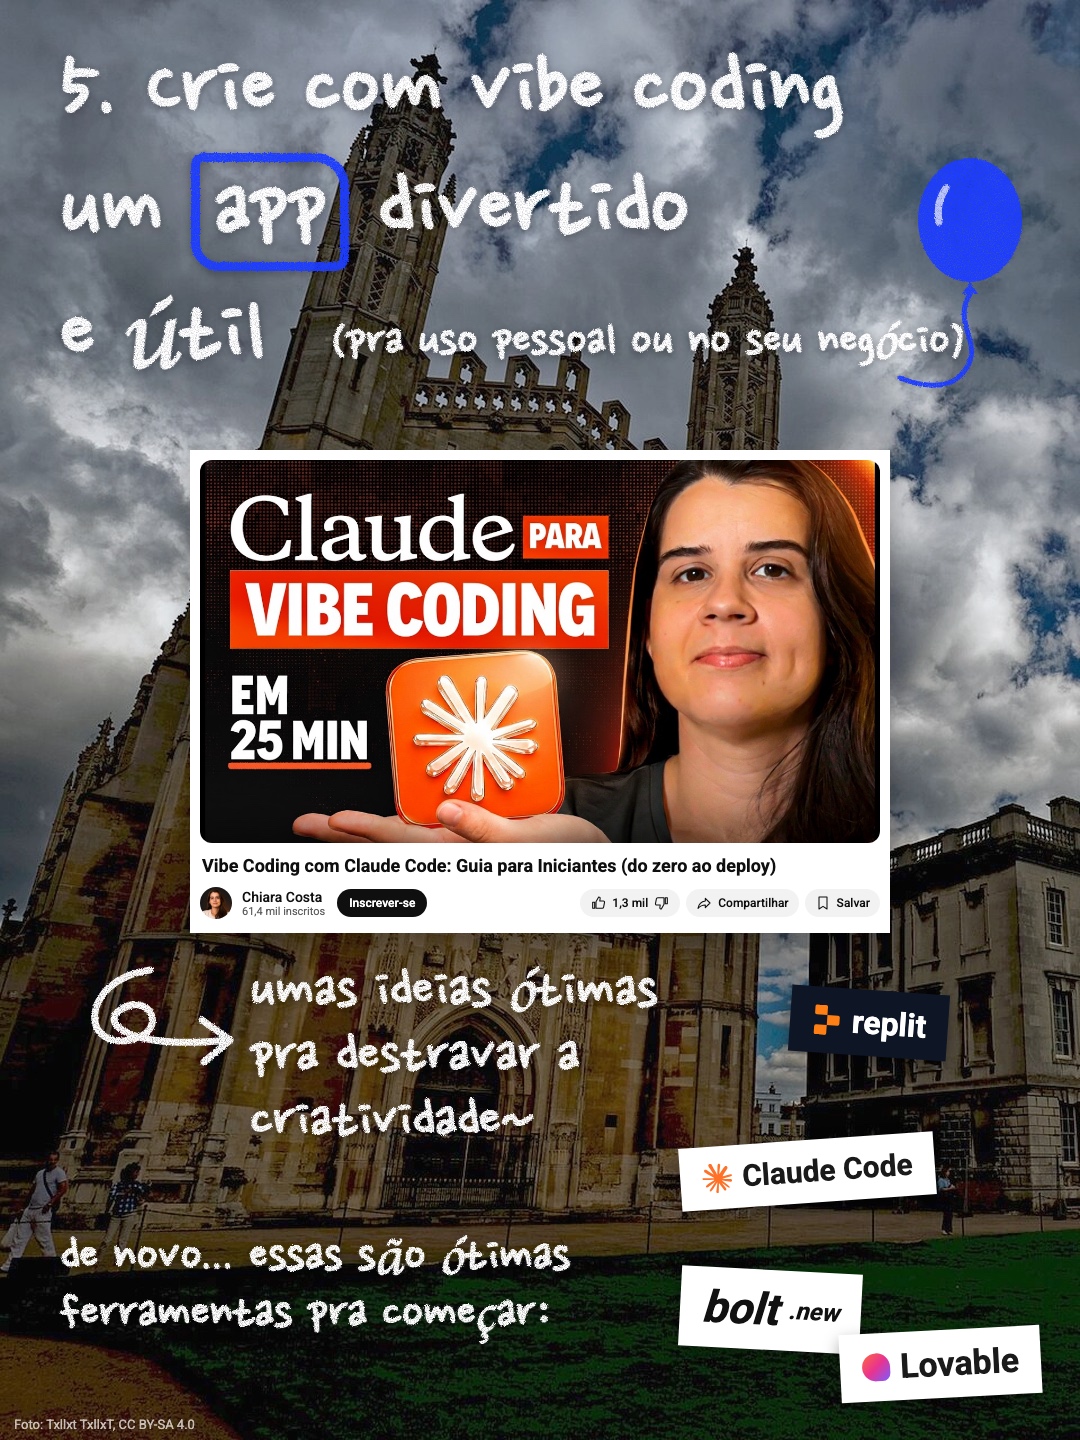 5. crie com vibe coding
um app divertido
e útil (pra uso pessoal ou no seu negócio)
Claude PARA
VIBE CODING
EM
25 MIN
Vibe Coding com Claude Code: Guia para Iniciantes (do zero ao deploy)
Chiara Costa
61,4 mil inscritos
Inscrever-se
1,3 mil
Compartilhar
Salvar
umas ideias ótimas
pra destravar a
criatividade~
replit
Claude Code
de novo... essas são ótimas
ferramentas pra começar:
bolt .new
Lovable
Foto: Txllxt TxllxT, CC BY-SA 4.0